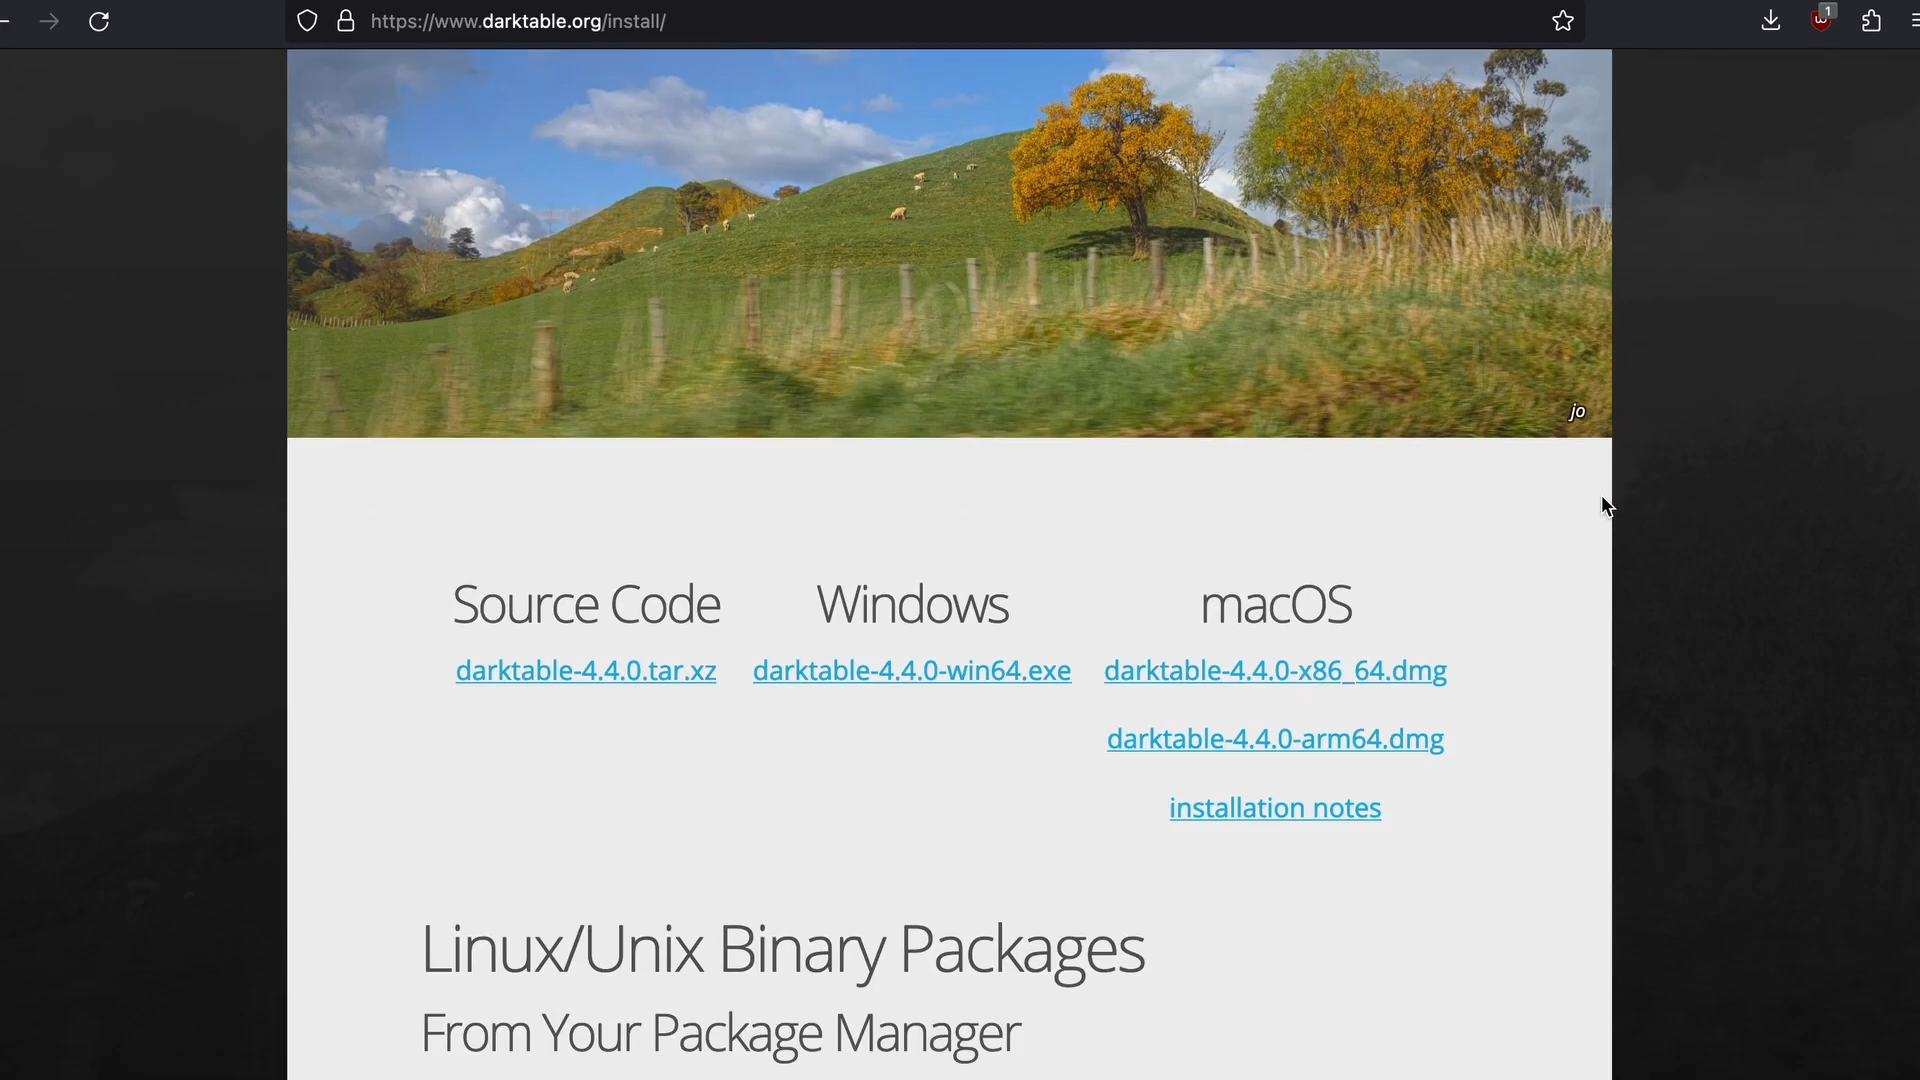 https://www.darktable.org/install/
1
jo
Source Code
Windows
macOS
darktable-4.4.0.tar.xz
darktable-4.4.0-win64.exe
darktable-4.4.0-x86_64.dmg
darktable-4.4.0-arm64.dmg
installation notes
Linux/Unix Binary Packages
From Your Package Manager